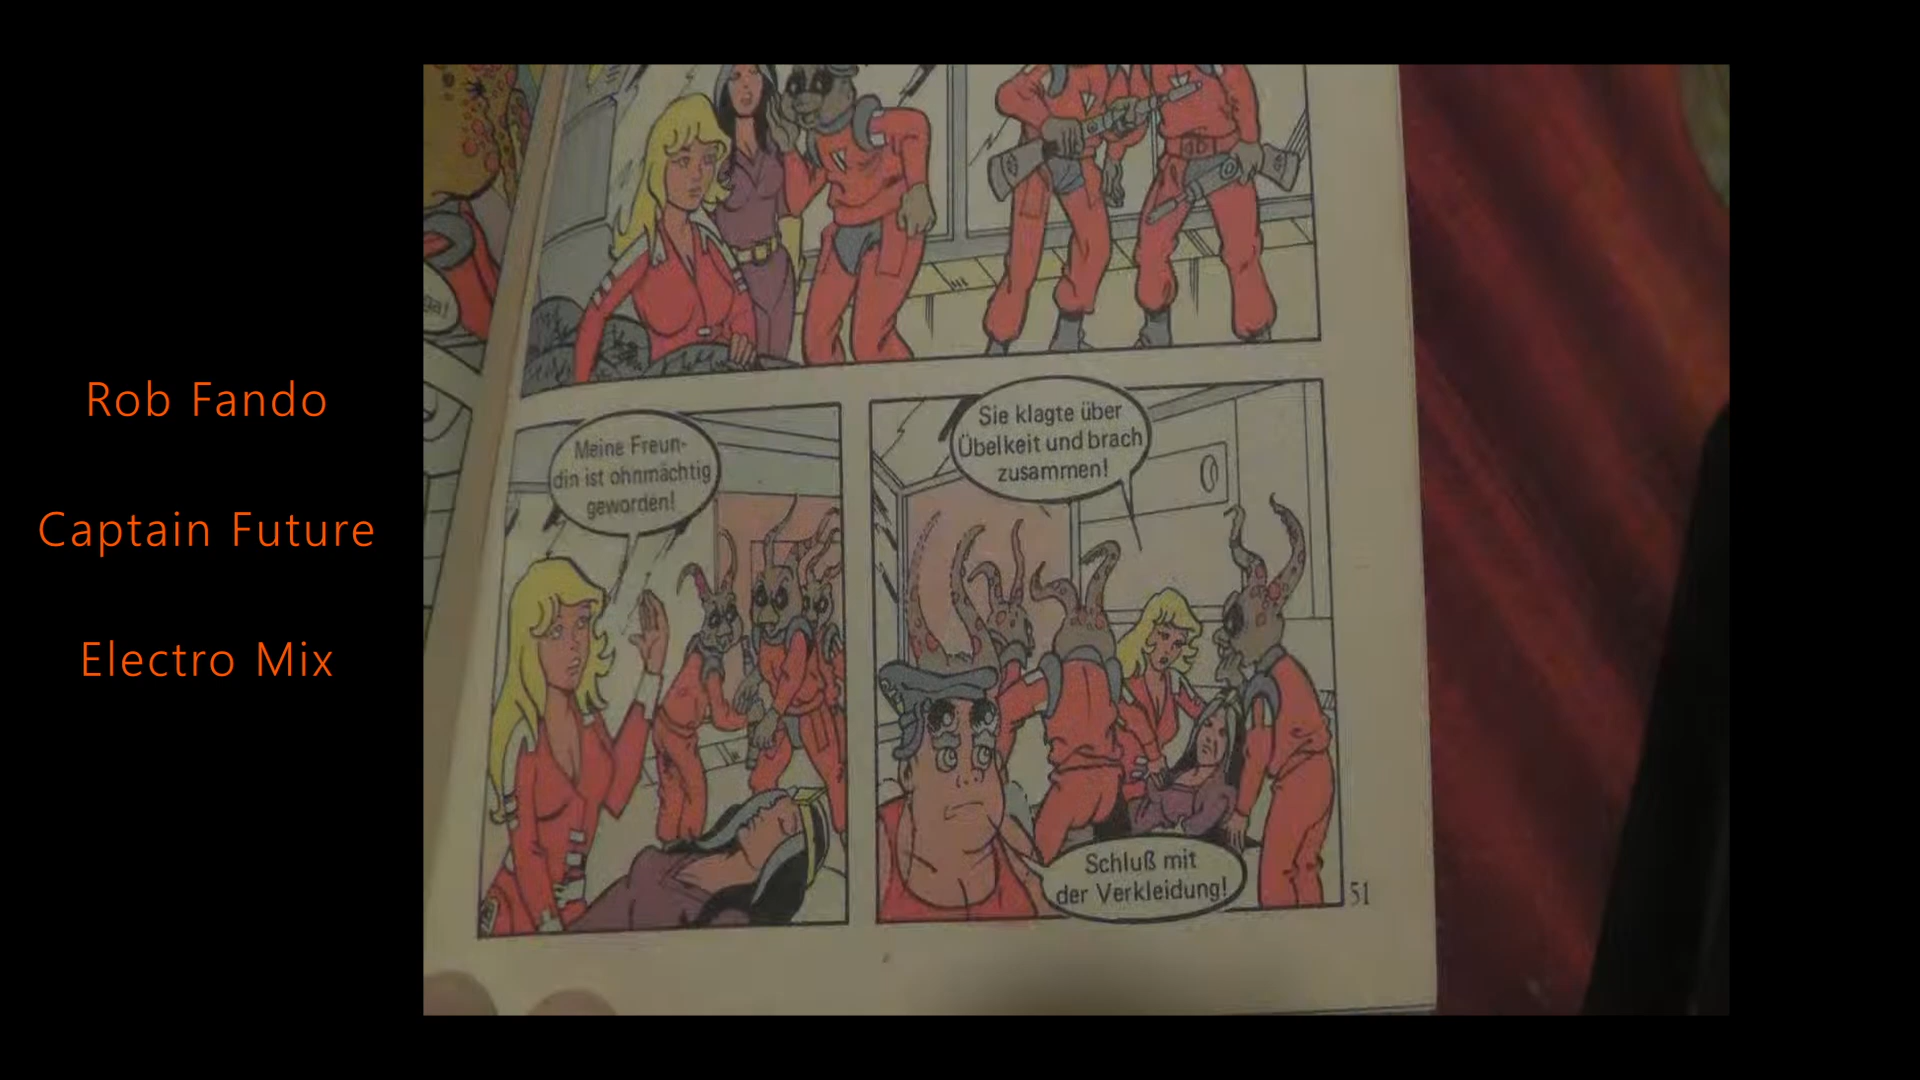 Rob Fando
Captain Future
Electro Mix
Meine Freun-
din ist ohnmächtig
geworden!
Sie klagte über
Übelkeit und brach
zusammen!
Schluß mit
der Verkleidung!
51